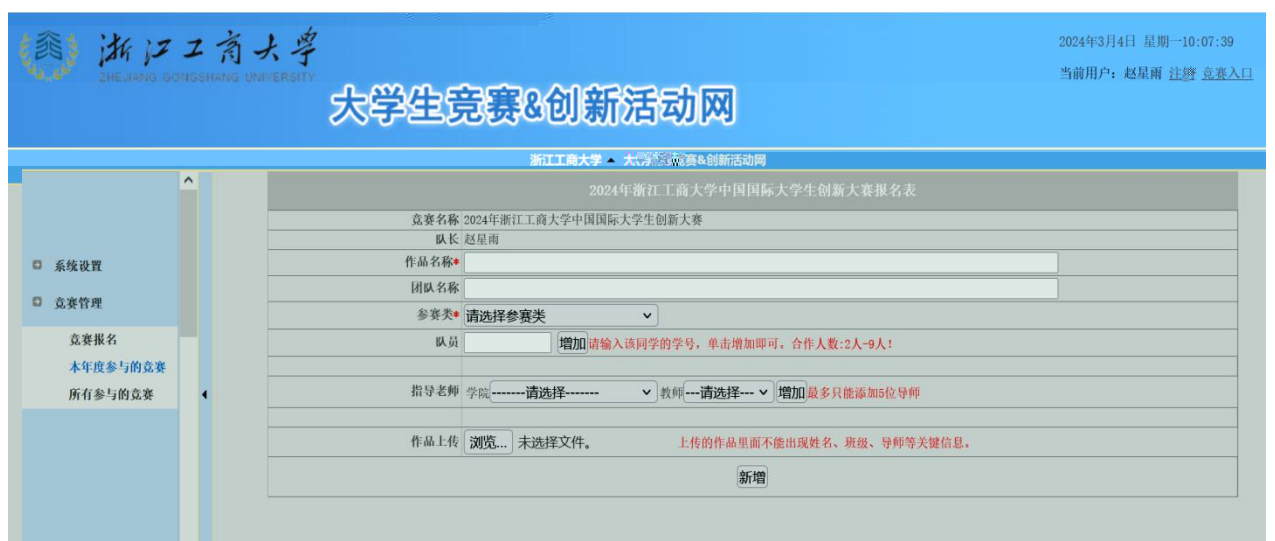 浙江工商大学
ZHEJIANG GONGSHANG UNIVERSITY
大学生竞赛&创新活动网
2024年3月4日 星期一10:07:39
当前用户：赵星雨 竞赛入口
浙江工商大学 ▲ 赛&创新活动网
系统设置
竞赛管理
竞赛报名
本年度参与的竞赛
所有参与的竞赛
2024年浙江工商大学中国国际大学生创新大赛报名表
竞赛名称 2024年浙江工商大学中国国际大学生创新大赛
队长 赵星雨
作品名称*
团队名称
参赛类* 请选择参赛类
队员 增加 请输入该同学的学号，单击增加即可。合作人数:2人-9人!
指导老师 学院 -------请选择------- 教师 ---请选择--- 增加 最多只能添加5位导师
作品上传 浏览... 未选择文件。 上传的作品里面不能出现姓名、班级、导师等关键信息。
新增